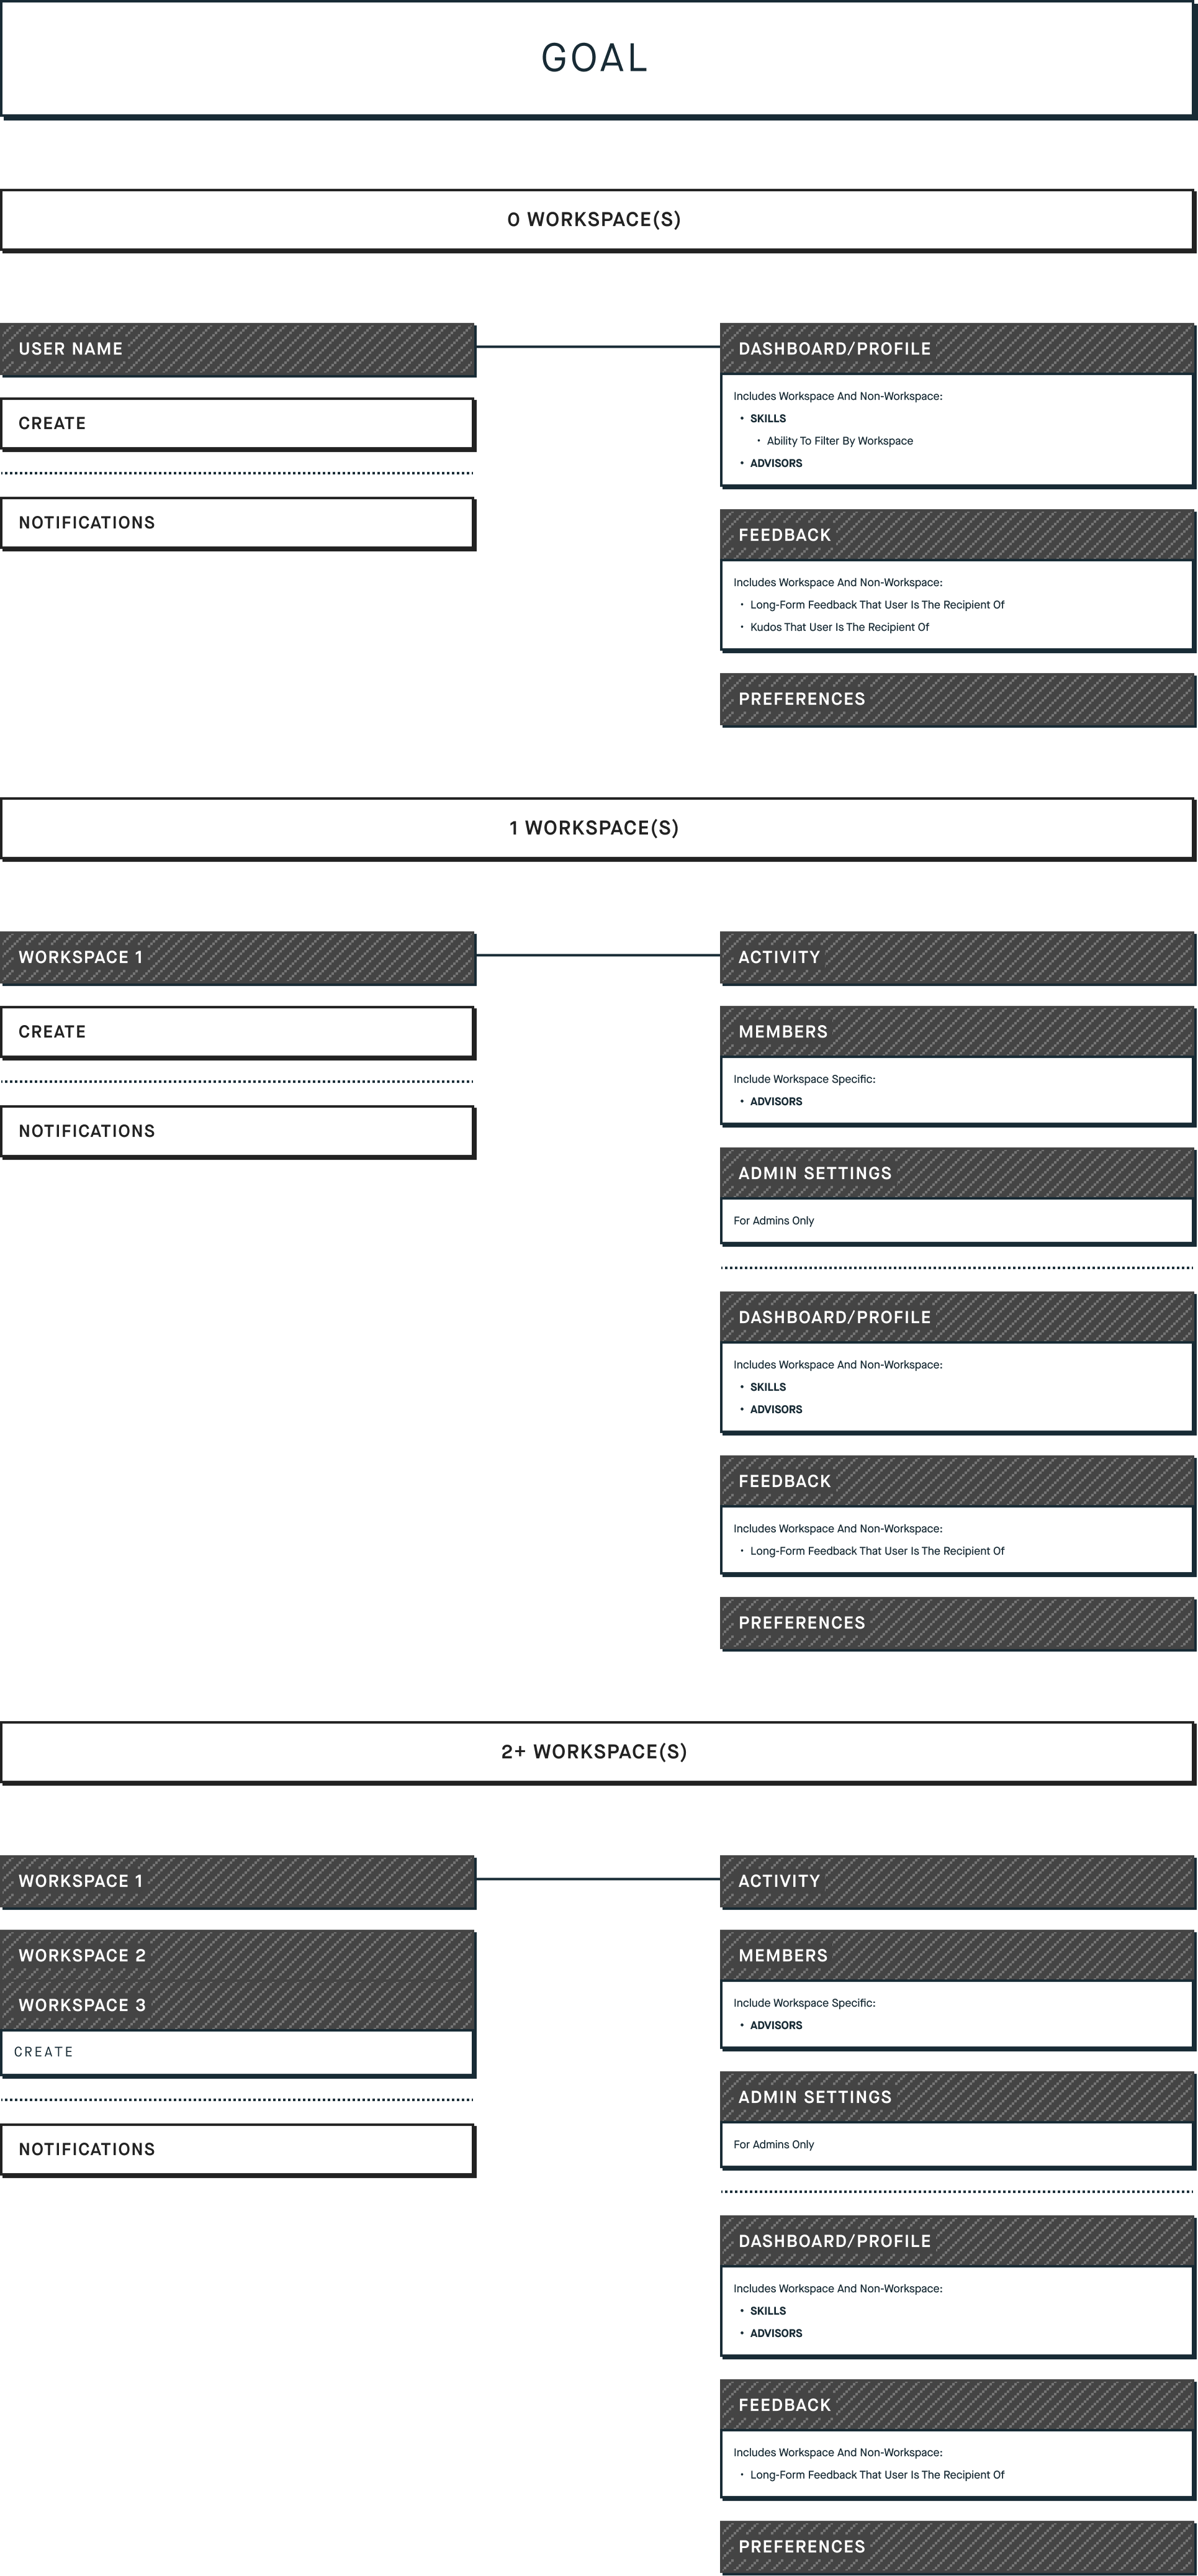 GOAL
0 WORKSPACE(S)
USER NAME
CREATE
NOTIFICATIONS
DASHBOARD/PROFILE
Includes Workspace And Non-Workspace:
• SKILLS
• Ability To Filter By Workspace
• ADVISORS
FEEDBACK
Includes Workspace And Non-Workspace:
• Long-Form Feedback That User Is The Recipient Of
• Kudos That User Is The Recipient Of
PREFERENCES
1 WORKSPACE(S)
WORKSPACE 1
CREATE
NOTIFICATIONS
ACTIVITY
MEMBERS
Include Workspace Specific:
• ADVISORS
ADMIN SETTINGS
For Admins Only
DASHBOARD/PROFILE
Includes Workspace And Non-Workspace:
• SKILLS
• ADVISORS
FEEDBACK
Includes Workspace And Non-Workspace:
• Long-Form Feedback That User Is The Recipient Of
PREFERENCES
2+ WORKSPACE(S)
WORKSPACE 1
WORKSPACE 2
WORKSPACE 3
CREATE
NOTIFICATIONS
ACTIVITY
MEMBERS
Include Workspace Specific:
• ADVISORS
ADMIN SETTINGS
For Admins Only
DASHBOARD/PROFILE
Includes Workspace And Non-Workspace:
• SKILLS
• ADVISORS
FEEDBACK
Includes Workspace And Non-Workspace:
• Long-Form Feedback That User Is The Recipient Of
PREFERENCES